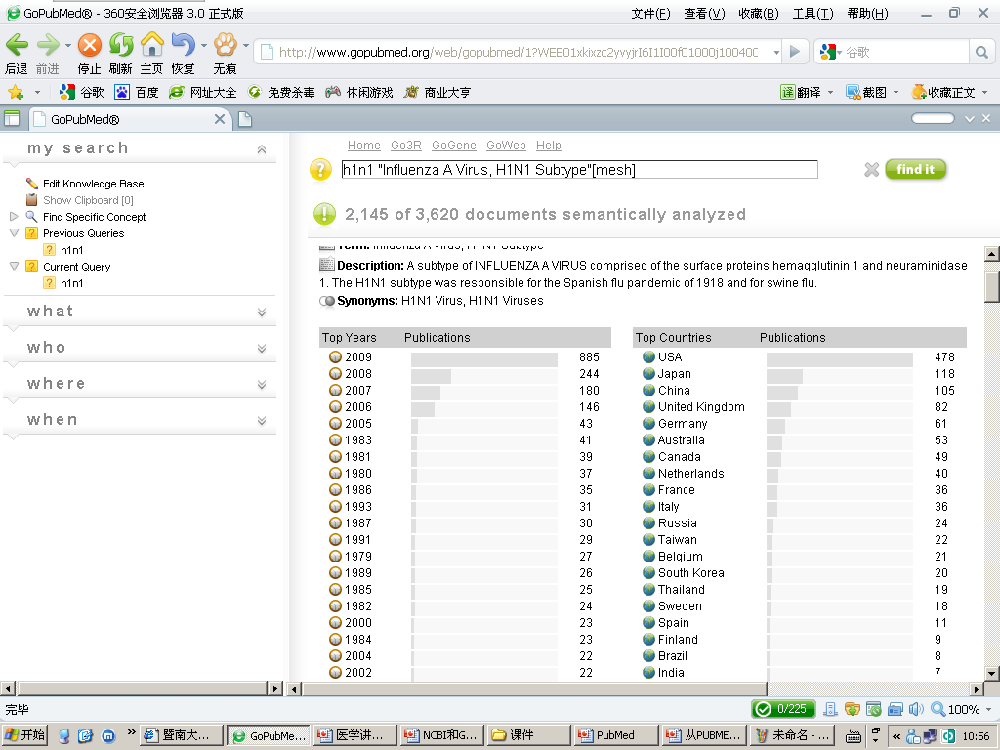 GoPubMed® - 360安全浏览器 3.0 正式版
文件(F) 查看(V) 收藏(B) 工具(T) 帮助(H)
http://www.gopubmed.org/web/gopubmed/1?WEB01xkixzc2yvyjrI6I1I00f01000j10040C
谷歌
后退 前进 停止 刷新 主页 恢复 无痕
谷歌 百度 网址大全 免费杀毒 休闲游戏 商业大亨 翻译 截图 收藏正文
GoPubMed®
my search
Edit Knowledge Base
Show Clipboard [0]
Find Specific Concept
Previous Queries
h1n1
Current Query
h1n1
what
who
where
when
Home Go3R GoGene GoWeb Help
h1n1 "Influenza A Virus, H1N1 Subtype"[mesh]
find it
2,145 of 3,620 documents semantically analyzed
Term: Influenza A Virus, H1N1 Subtype
Description: A subtype of INFLUENZA A VIRUS comprised of the surface proteins hemagglutinin 1 and neuraminidase
1. The H1N1 subtype was responsible for the Spanish flu pandemic of 1918 and for swine flu.
Synonyms: H1N1 Virus, H1N1 Viruses
Top Years Publications Top Countries Publications
2009 885 USA 478
2008 244 Japan 118
2007 180 China 105
2006 146 United Kingdom 82
2005 43 Germany 61
1983 41 Australia 53
1981 39 Canada 49
1980 37 Netherlands 40
1986 35 France 36
1993 31 Italy 36
1987 30 Russia 24
1991 29 Taiwan 22
1979 27 Belgium 21
1989 26 South Korea 20
1985 25 Thailand 19
1982 24 Sweden 18
2000 23 Spain 11
1984 23 Finland 9
2004 22 Brazil 8
2002 22 India 7
完毕
0/225
100%
开始 暨南大... GoPubMe... 医学讲... NCBI和G... 课件 PubMed 从PUBME... 未命名 - ... 10:56